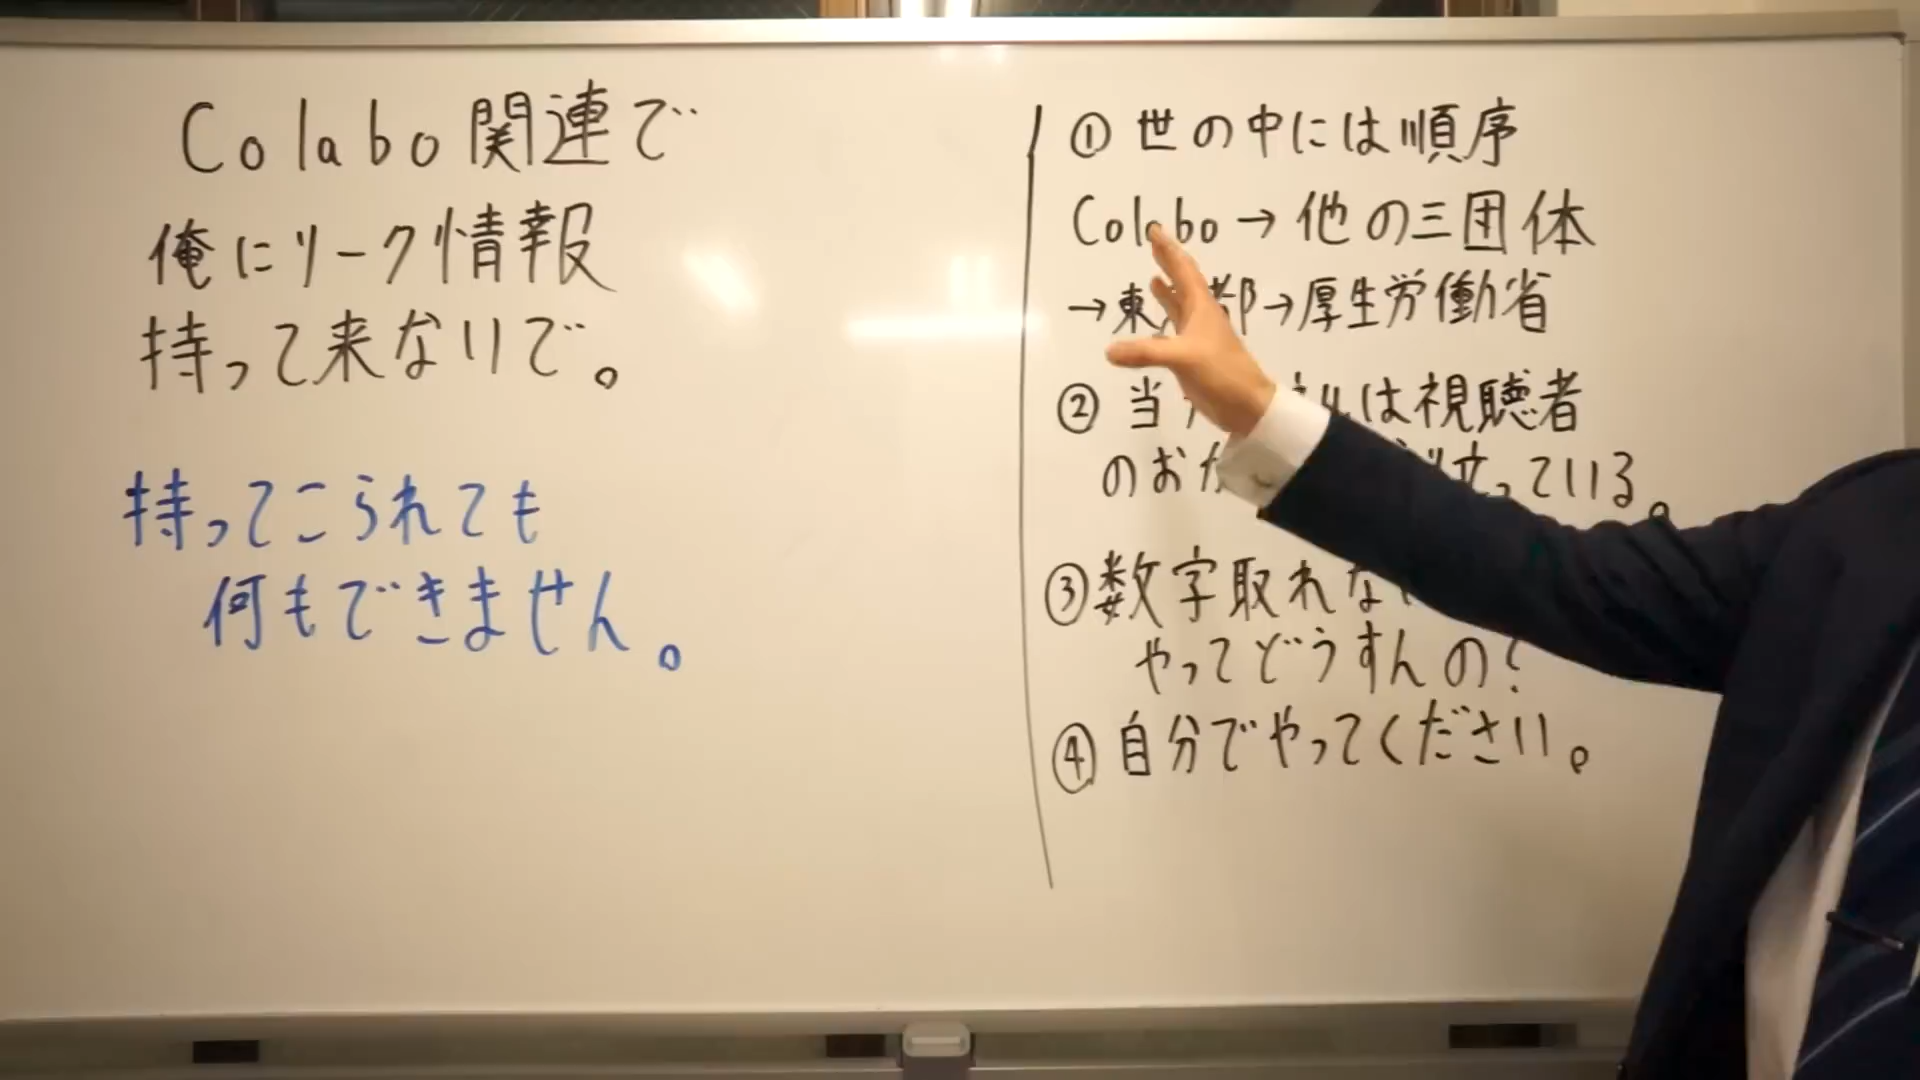 Colabo関連で
俺にリーク情報
持って来ないで。
持ってこられても
何もできません。
① 世の中には順序
Colabo→他の三団体
→東 都→厚生労働省
② 当 は視聴者
のお 立っている。
③数字取れな
やってどうすんの?
④ 自分でやってください。